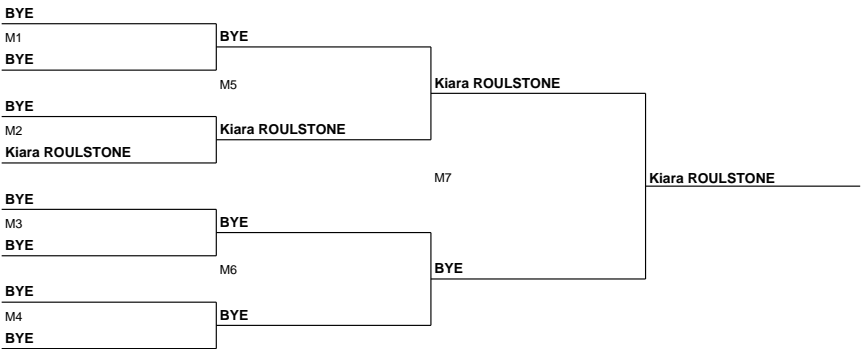 BYE
M1
BYE
BYE
M5
BYE
M2
Kiara ROULSTONE
Kiara ROULSTONE
Kiara ROULSTONE
M7
Kiara ROULSTONE
BYE
M3
BYE
BYE
M6
BYE
BYE
M4
BYE
BYE